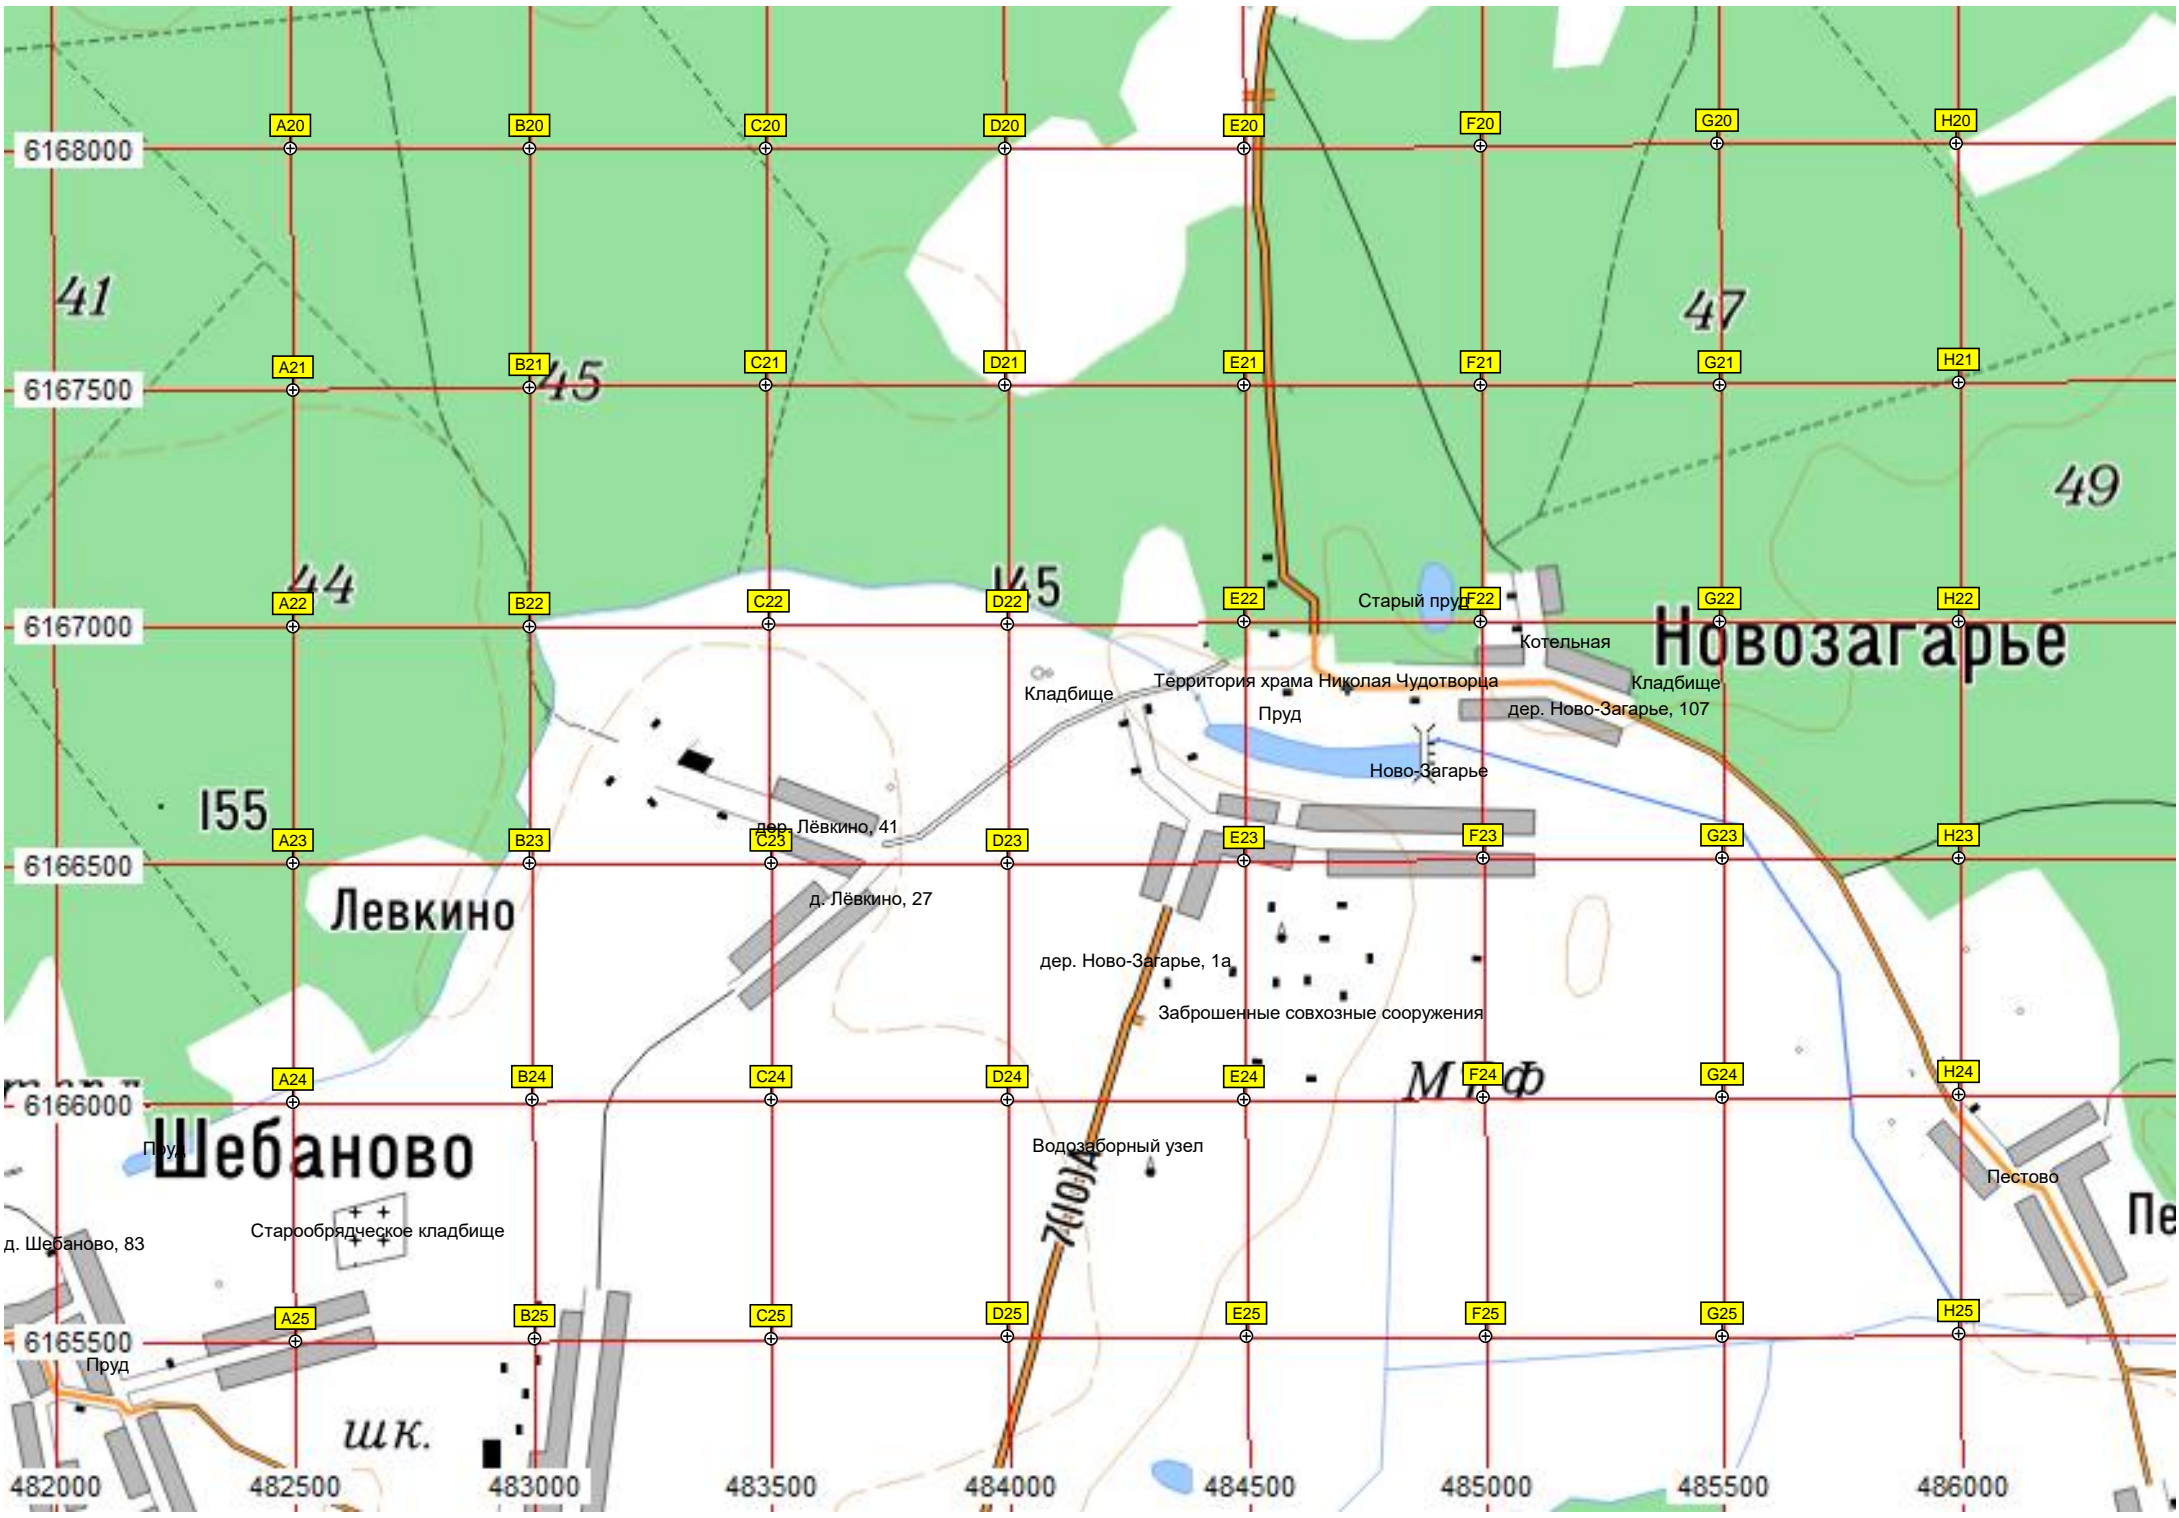 A20 B20 C20 D20 E20 F20 G20 H20
6168000
41
47
A21 B21 C21 D21 E21 F21 G21 H21
6167500
45
49
44
145
A22 B22 C22 D22 E22 Старый пруд F22 G22 H22
6167000
Котельная
Новозагарье
Кладбище
Территория храма Николая Чудотворца
Кладбище
Пруд
дер. Ново-Загарье, 107
Ново-Загарье
155
дер. Лёвкино, 41
A23 B23 C23 D23 E23 F23 G23 H23
6166500
Левкино
д. Лёвкино, 27
дер. Ново-Загарье, 1а
Заброшенные совхозные сооружения
A24 B24 C24 D24 E24 F24 G24 H24
МТФ
6166000
Пруд
Шебаново
Водозаборный узел
7(10)А
Пестово
Пе
Старообрядческое кладбище
д. Шебаново, 83
A25 B25 C25 D25 E25 F25 G25 H25
6165500
Пруд
шк.
482000 482500 483000 483500 484000 484500 485000 485500 486000